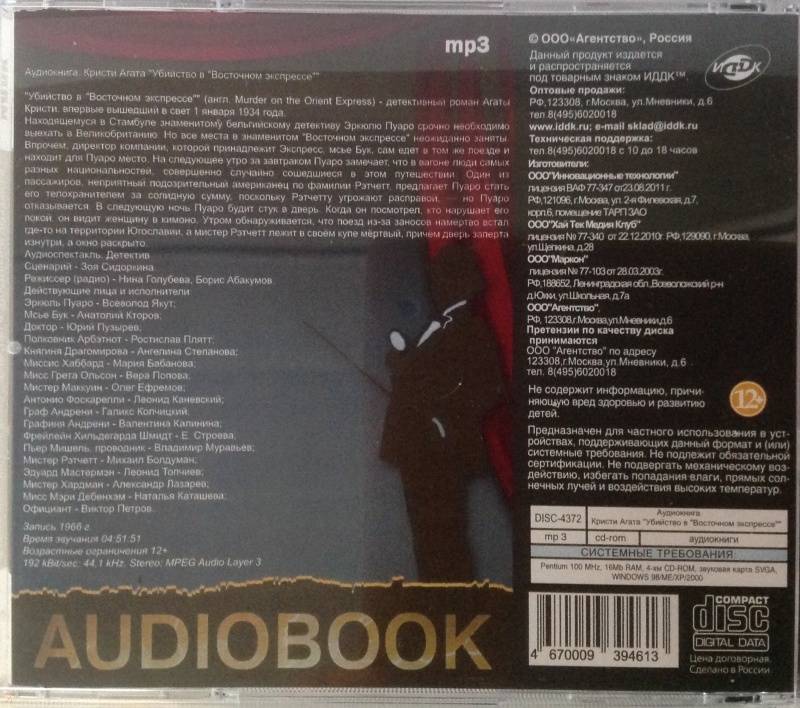 mp3
Аудиокнига: Кристи Агата "Убийство в "Восточном экспрессе""
"Убийство в "Восточном экспрессе"" (англ. Murder on the Orient Express) - детективный роман Агаты
Кристи, впервые вышедший в свет 1 января 1934 года.
Находящемуся в Стамбуле знаменитому бельгийскому детективу Эркюлю Пуаро срочно необходимо
выехать в Великобританию. Но все места в знаменитом "Восточном экспрессе" неожиданно заняты.
Впрочем, директор компании, которой принадлежит Экспресс, мсье Бук, сам едет в том же поезде и
находит для Пуаро место. На следующее утро за завтраком Пуаро замечает, что в вагоне люди самых
разных национальностей, совершенно случайно сошедшиеся в этом путешествии. Один из
пассажиров, неприятный подозрительный американец по фамилии Рэтчетт, предлагает Пуаро стать
его телохранителем за солидную сумму, поскольку Рэтчетту угрожают расправой, — но Пуаро
отказывается. В следующую ночь Пуаро будит стук в дверь. Когда он посмотрел, кто нарушает его
покой, он видит женщину в кимоно. Утром обнаруживается, что поезд из-за заносов намертво встал
где-то на территории Югославии, а мистер Рэтчетт лежит в своём купе мёртвый, причем дверь заперта
изнутри, а окно раскрыто.
Аудиоспектакль. Детектив
Сценарий - Зоя Сидоркина.
Режиссер (радио) - Нина Голубева, Борис Абакумов.
Действующие лица и исполнители:
Эркюль Пуаро - Всеволод Якут;
Мсье Бук - Анатолий Кторов;
Доктор - Юрий Пузырев;
Полковник Арбэтнот - Ростислав Плятт;
Княгиня Драгомирова - Ангелина Степанова;
Миссис Хаббард - Мария Бабанова;
Мисс Грета Ольсон - Вера Попова;
Мистер Маккуин - Олег Ефремов;
Антонио Фоскарелли - Леонид Каневский;
Граф Андрени - Галикс Колчицкий;
Графиня Андрени - Валентина Калинина;
Фрейлейн Хильдегарда Шмидт - Е. Строева;
Пьер Мишель, проводник - Владимир Муравьев;
Мистер Рэтчетт - Михаил Болдуман;
Эдуард Мастермэн - Леонид Топчиев;
Мистер Хардман - Александр Лазарев;
Мисс Мэри Дебенхэм - Наталья Каташева;
Официант - Виктор Петров.
Запись 1966 г.
Время звучания 04:51:51
Возрастные ограничения 12+
192 kBit/sec; 44,1 kHz, Stereo; MPEG Audio Layer 3
AUDIOBOOK
© ООО«Агентство», Россия
Данный продукт издается
и распространяется
под товарным знаком ИДДК™.
ИДДК
Оптовые продажи:
РФ,123308, г.Москва, ул.Мневники, д.6
тел.8(495)6020018
www.iddk.ru; e-mail sklad@iddk.ru
Техническая поддержка:
тел.8(495)6020018 с 10 до 18 часов
Изготовители:
ООО"Инновационные технологии"
лицензия ВАФ 77-347 от23.08.2011 г.
РФ,121096, г.Москва, ул. 2-я Филевская, д.7,
корп.6, помещение ТАРП ЗАО
ООО"Хай Тек Медия Клуб"
лицензия № 77-340 от 22.12.2010г. РФ,129090, г.Москва,
ул.Щепкина, д.28
ООО"Маркон"
лицензия № 77-103 от 28.03.2003г.
РФ,188652, Ленинградская обл.,Всеволожский р-н
д.Юкки, ул.Школьная, д.7а
ООО"Агентство",
РФ, 123308,г.Москва,ул.Мневники,д.6
Претензии по качеству диска
принимаются
ООО "Агентство" по адресу
123308,г.Москва,ул.Мневники, д.6
тел. 8(495)6020018
Не содержит информацию, причи-
няющую вред здоровью и развитию
детей.
12+
Предназначен для частного использования в уст-
ройствах, поддерживающих данный формат и (или)
системные требования. Не подлежит обязательной
сертификации. Не подвергать механическому воз-
действию, избегать попадания влаги, прямых сол-
нечных лучей и воздействия высоких температур.
DISC-4372
Аудиокнига
Кристи Агата "Убийство в "Восточном экспрессе""
mp 3 cd-rom аудиокниги
СИСТЕМНЫЕ ТРЕБОВАНИЯ
Pentium 100 MHz, 16Mb RAM, 4-хм CD-ROM, звуковая карта SVGA,
WINDOWS 98/ME/XP/2000
4 670009 394613
COMPACT
disc
DIGITAL DATA
Цена договорная.
Сделано в России